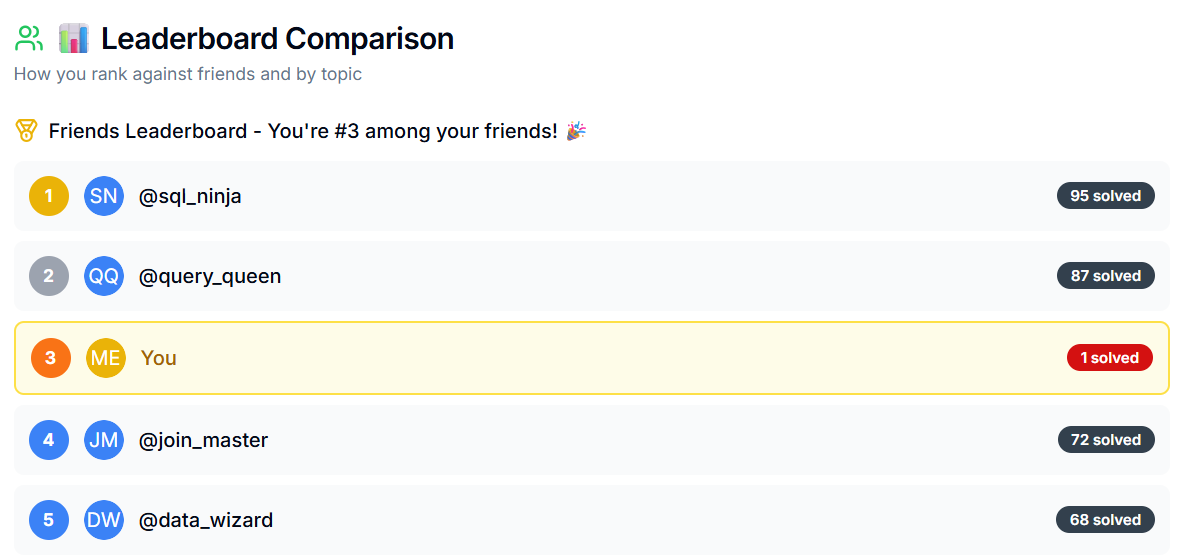 Leaderboard Comparison
How you rank against friends and by topic
Friends Leaderboard - You're #3 among your friends! 🎉
1 SN @sql_ninja 95 solved
2 QQ @query_queen 87 solved
3 ME You 1 solved
4 JM @join_master 72 solved
5 DW @data_wizard 68 solved